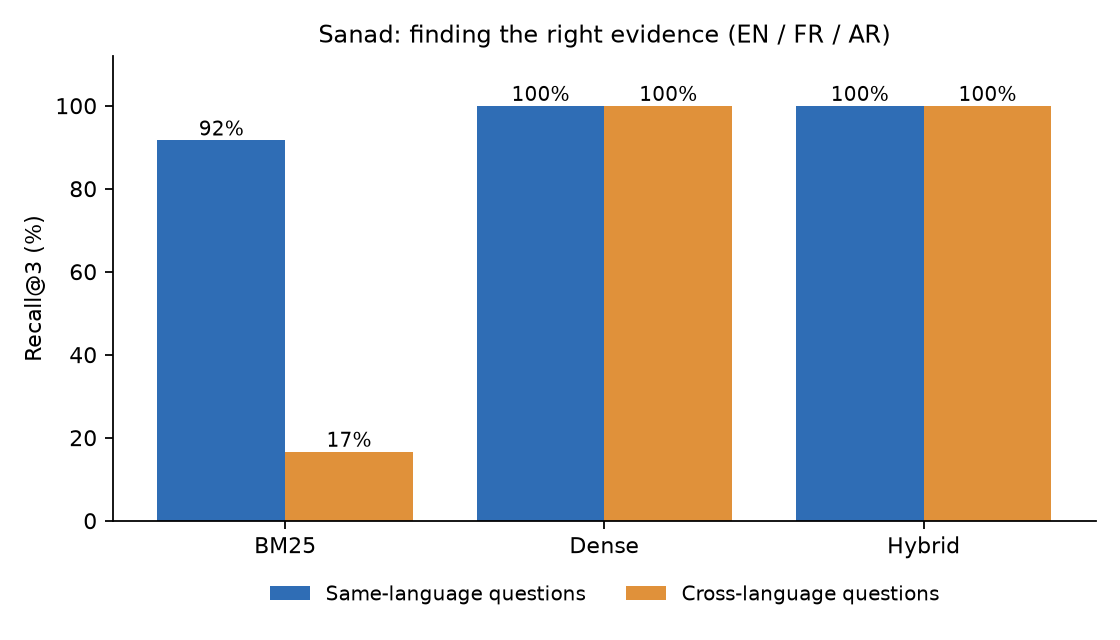 Sanad: finding the right evidence (EN / FR / AR)
Recall@3 (%)
100
80
60
40
20
0
92%
17%
100%
100%
100%
100%
BM25
Dense
Hybrid
Same-language questions
Cross-language questions